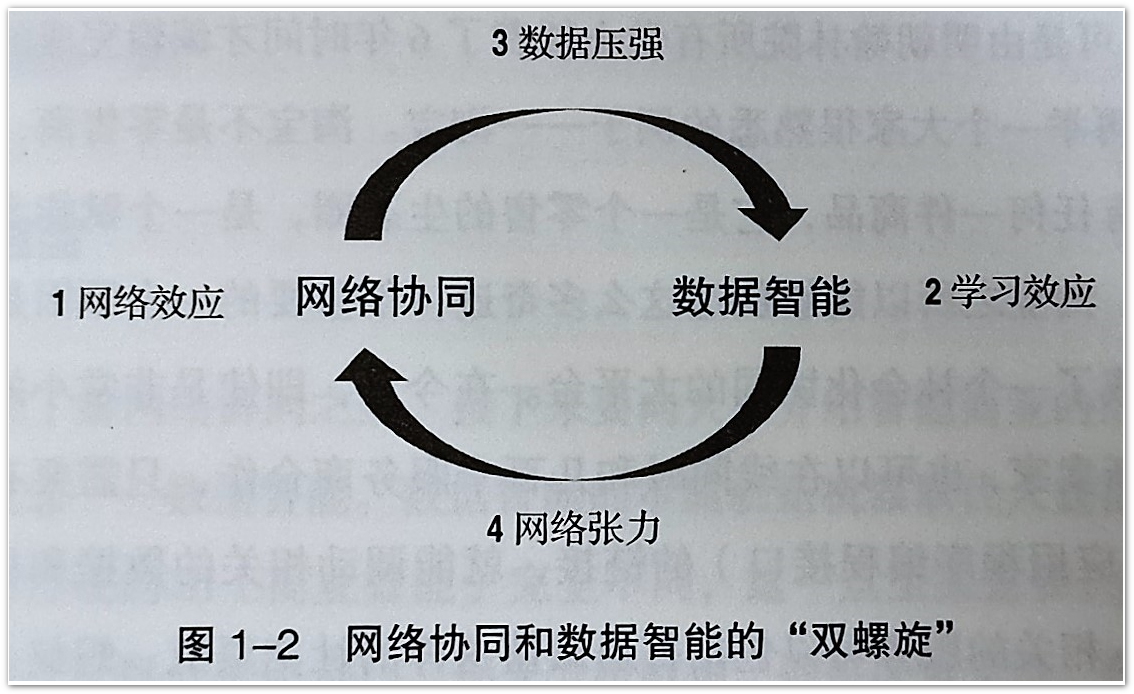 3 数据压强
1 网络效应 网络协同 数据智能 2 学习效应
4 网络张力
图 1–2 网络协同和数据智能的“双螺旋”